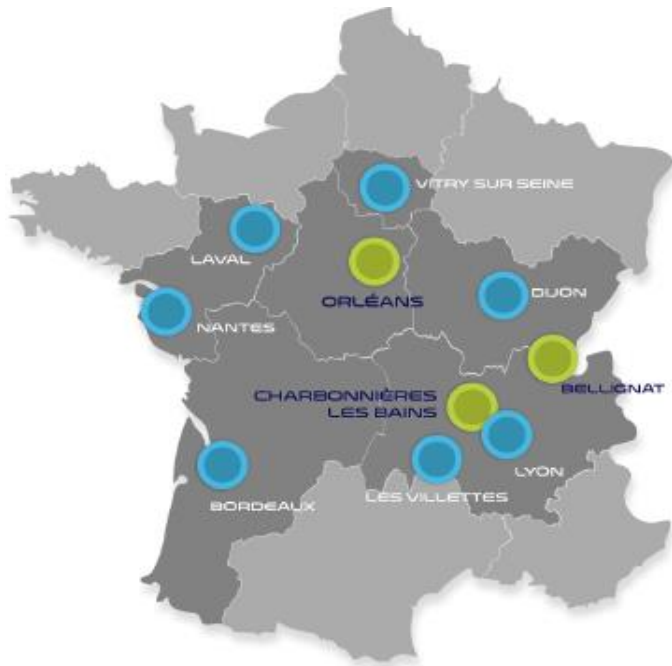 VITRY SUR SEINE
LAVAL
ORLÉANS
DIJON
NANTES
BELLIGNAT
CHARBONNIÈRES
LES BAINS
LYON
LES VILLETTES
BORDEAUX